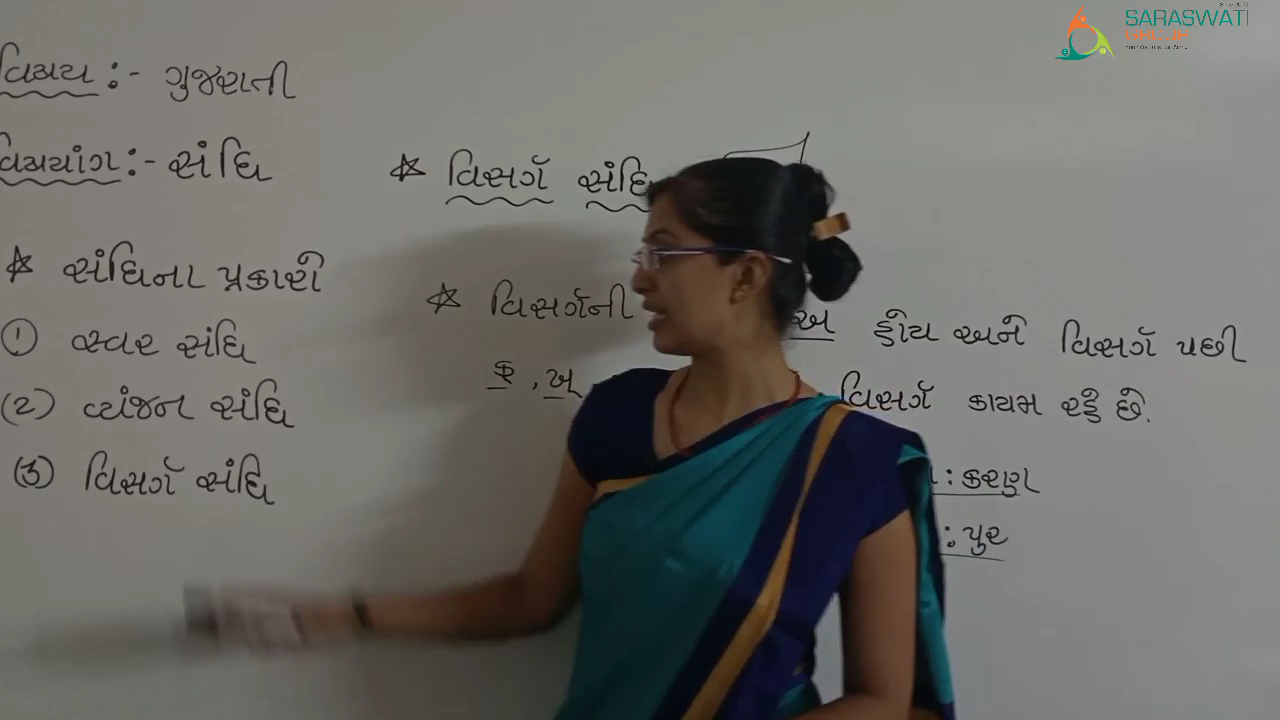 SARASWATI
GROUP
વિષય :- ગુજરાતી
વિષયાંગ :- સંધિ
☆ સંધિના પ્રકારો
① સ્વર સંધિ
(૨) વ્યંજન સંધિ
(૩) વિસર્ગ સંધિ
☆ વિસર્ગ સંધિ
☆ વિસર્ગની અ હોય અને વિસર્ગ પછી
ક્, ખ્ વિસર્ગ કાયમ રહે છે.
: કરણ
: પુર